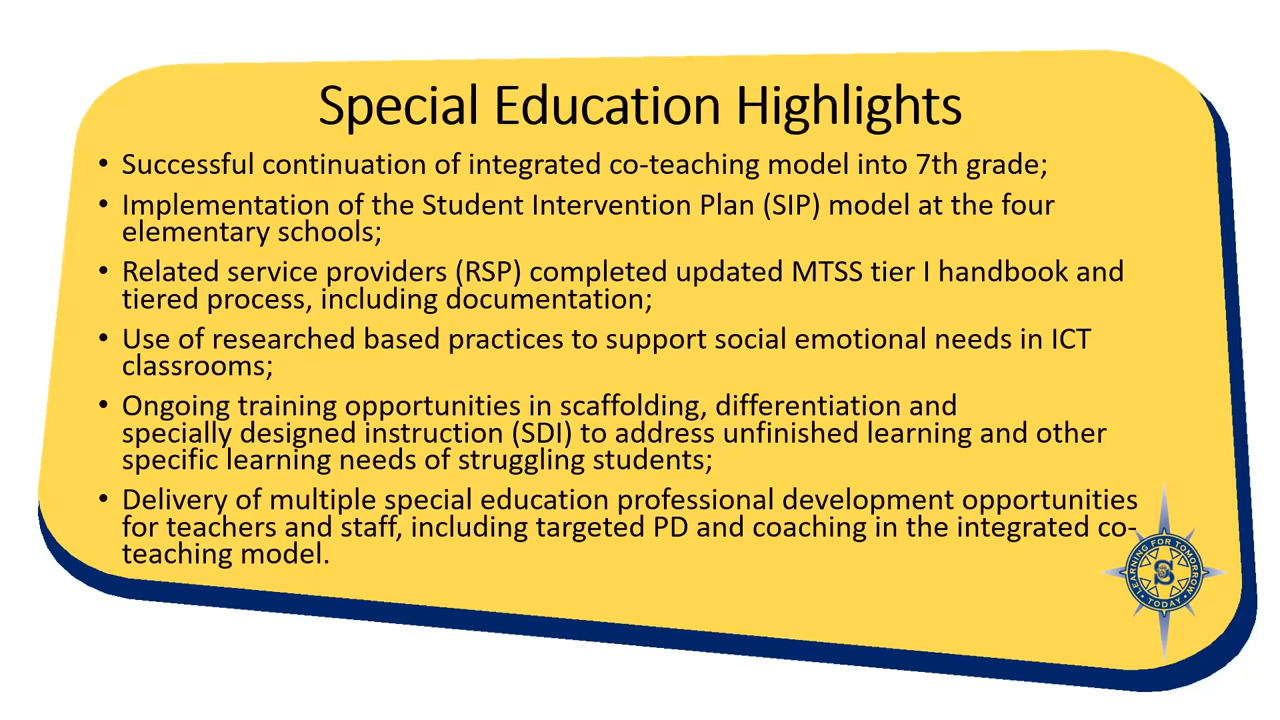 Special Education Highlights
• Successful continuation of integrated co-teaching model into 7th grade;
• Implementation of the Student Intervention Plan (SIP) model at the four
elementary schools;
• Related service providers (RSP) completed updated MTSS tier I handbook and
tiered process, including documentation;
• Use of researched based practices to support social emotional needs in ICT
classrooms;
• Ongoing training opportunities in scaffolding, differentiation and
specially designed instruction (SDI) to address unfinished learning and other
specific learning needs of struggling students;
• Delivery of multiple special education professional development opportunities
for teachers and staff, including targeted PD and coaching in the integrated co-
teaching model.
LEARNING FOR TOMORROW
• TODAY •
S